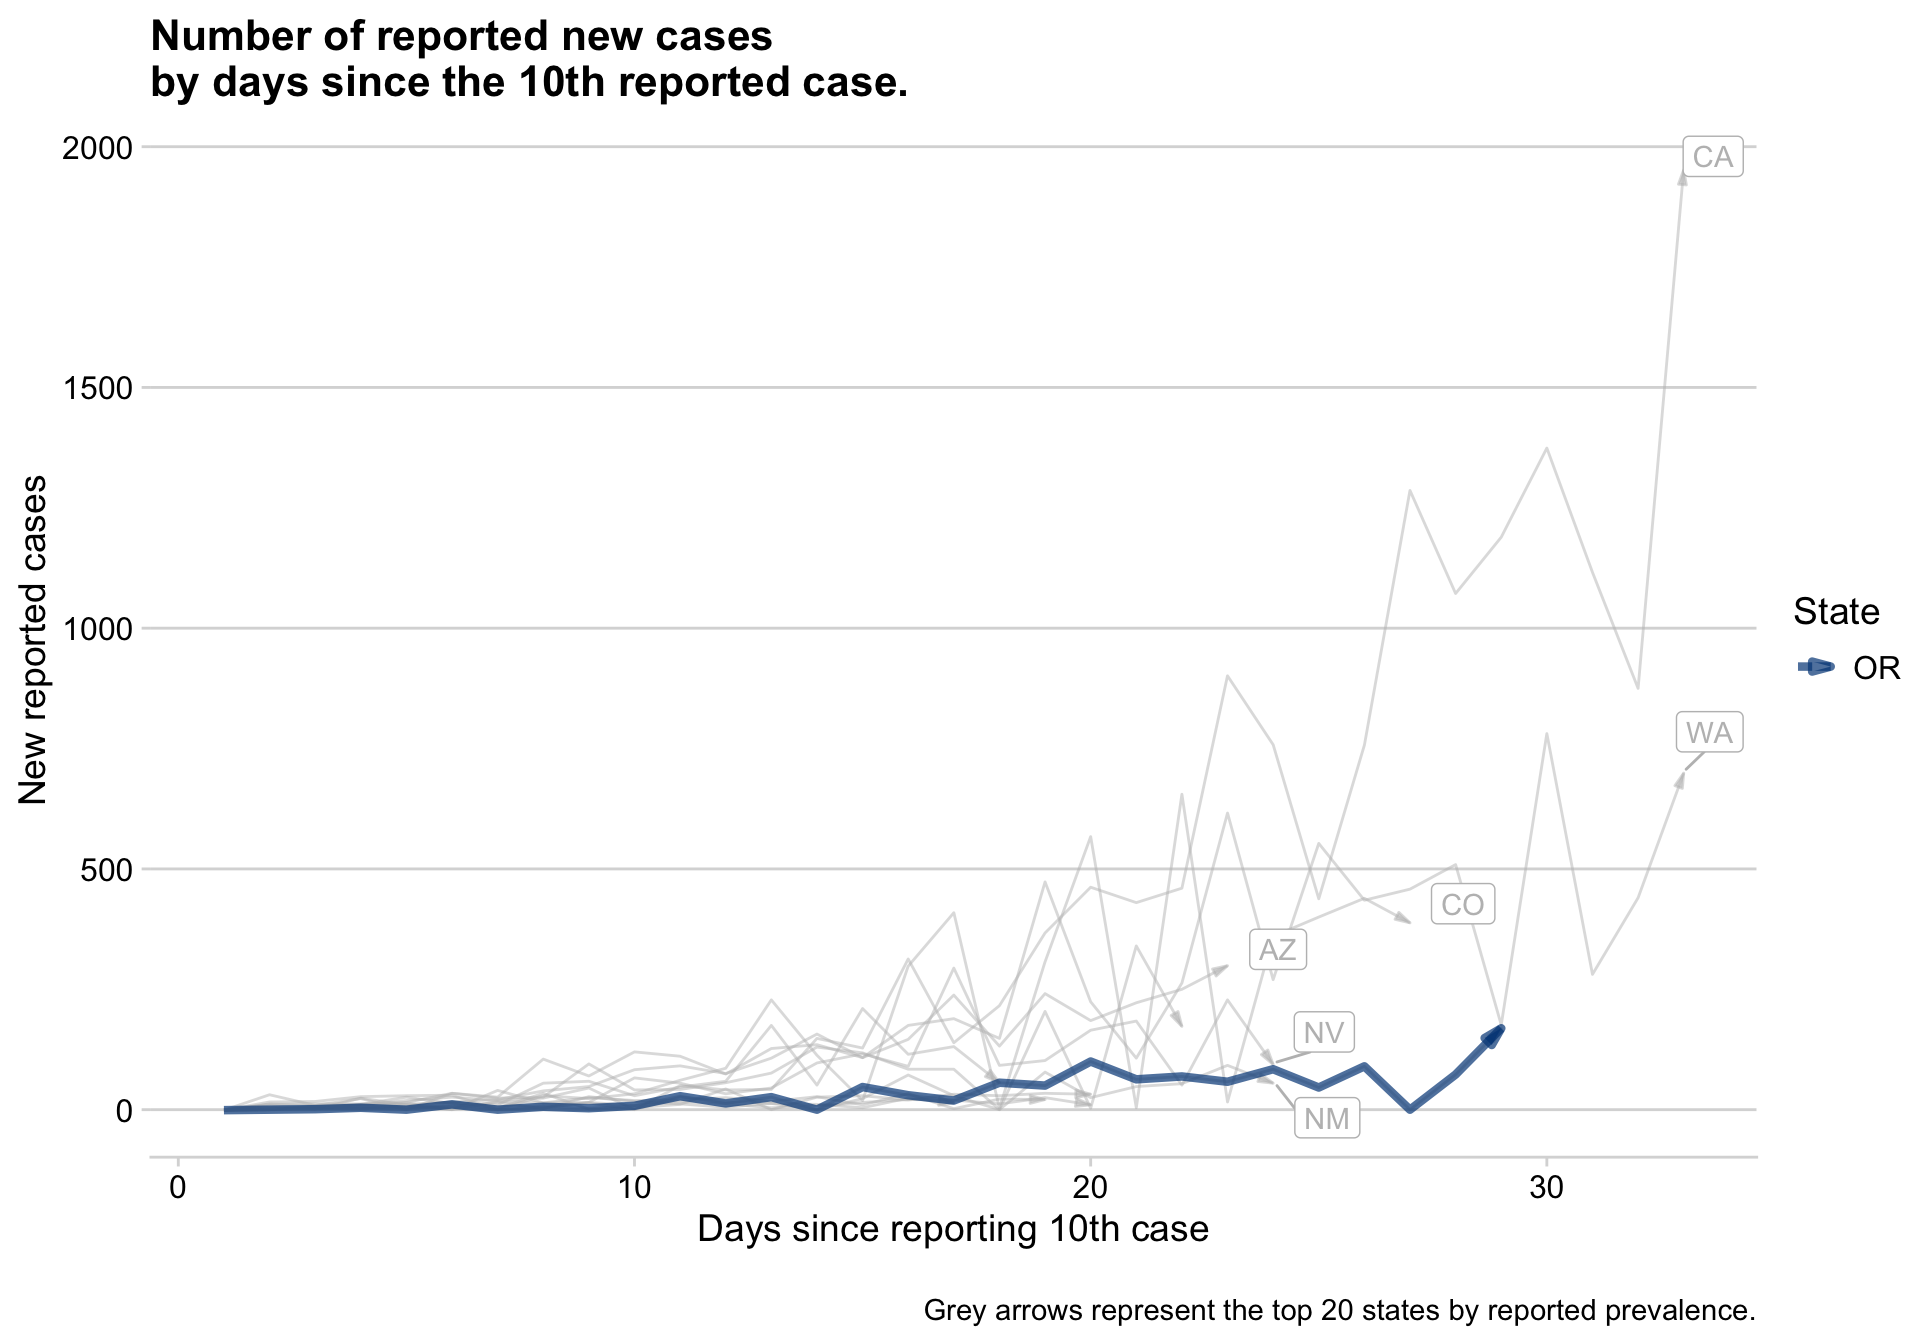 Number of reported new cases
by days since the 10th reported case.
2000
1500
1000
500
0
New reported cases
CA
WA
CO
AZ
NV
NM
State
OR
0
10
20
30
Days since reporting 10th case
Grey arrows represent the top 20 states by reported prevalence.